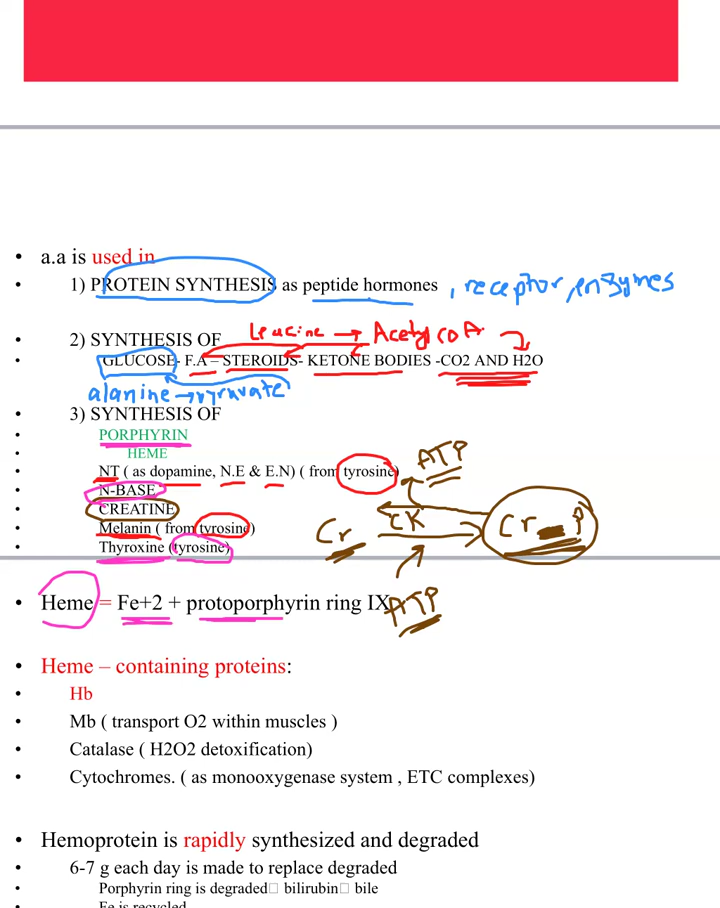 • a.a is used in
• 1) PROTEIN SYNTHESIS as peptide hormones , receptor, enzymes
• 2) SYNTHESIS OF Leucine → Acetyl coA
• GLUCOSE- F.A – STEROIDS- KETONE BODIES -CO2 AND H2O
alanine → pyruvate
• 3) SYNTHESIS OF
• PORPHYRIN
• HEME
• NT ( as dopamine, N.E & E.N) ( from tyrosine)
ATP
• N-BASE
• CREATINE
• Melanin ( from tyrosine)
Cr CK Cr P
• Thyroxine (tyrosine)
• Heme = Fe+2 + protoporphyrin ring IX
ATP
• Heme – containing proteins:
• Hb
• Mb ( transport O2 within muscles )
• Catalase ( H2O2 detoxification)
• Cytochromes. ( as monooxygenase system , ETC complexes)
• Hemoprotein is rapidly synthesized and degraded
• 6-7 g each day is made to replace degraded
• Porphyrin ring is degraded□ bilirubin□ bile
• Fe is recycled